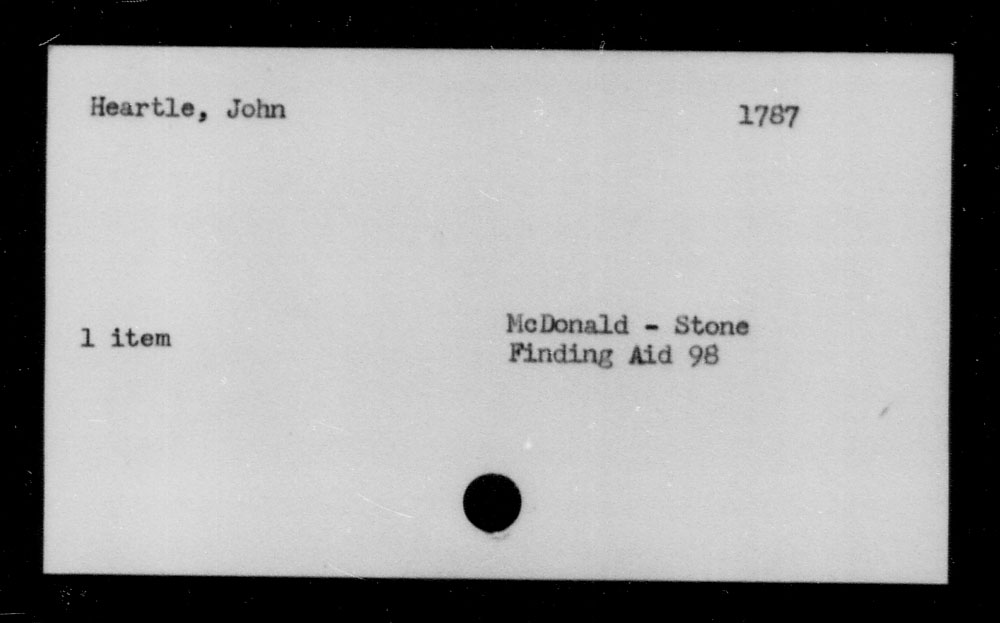 Heartle, John 1787
1 item
McDonald - Stone
Finding Aid 98